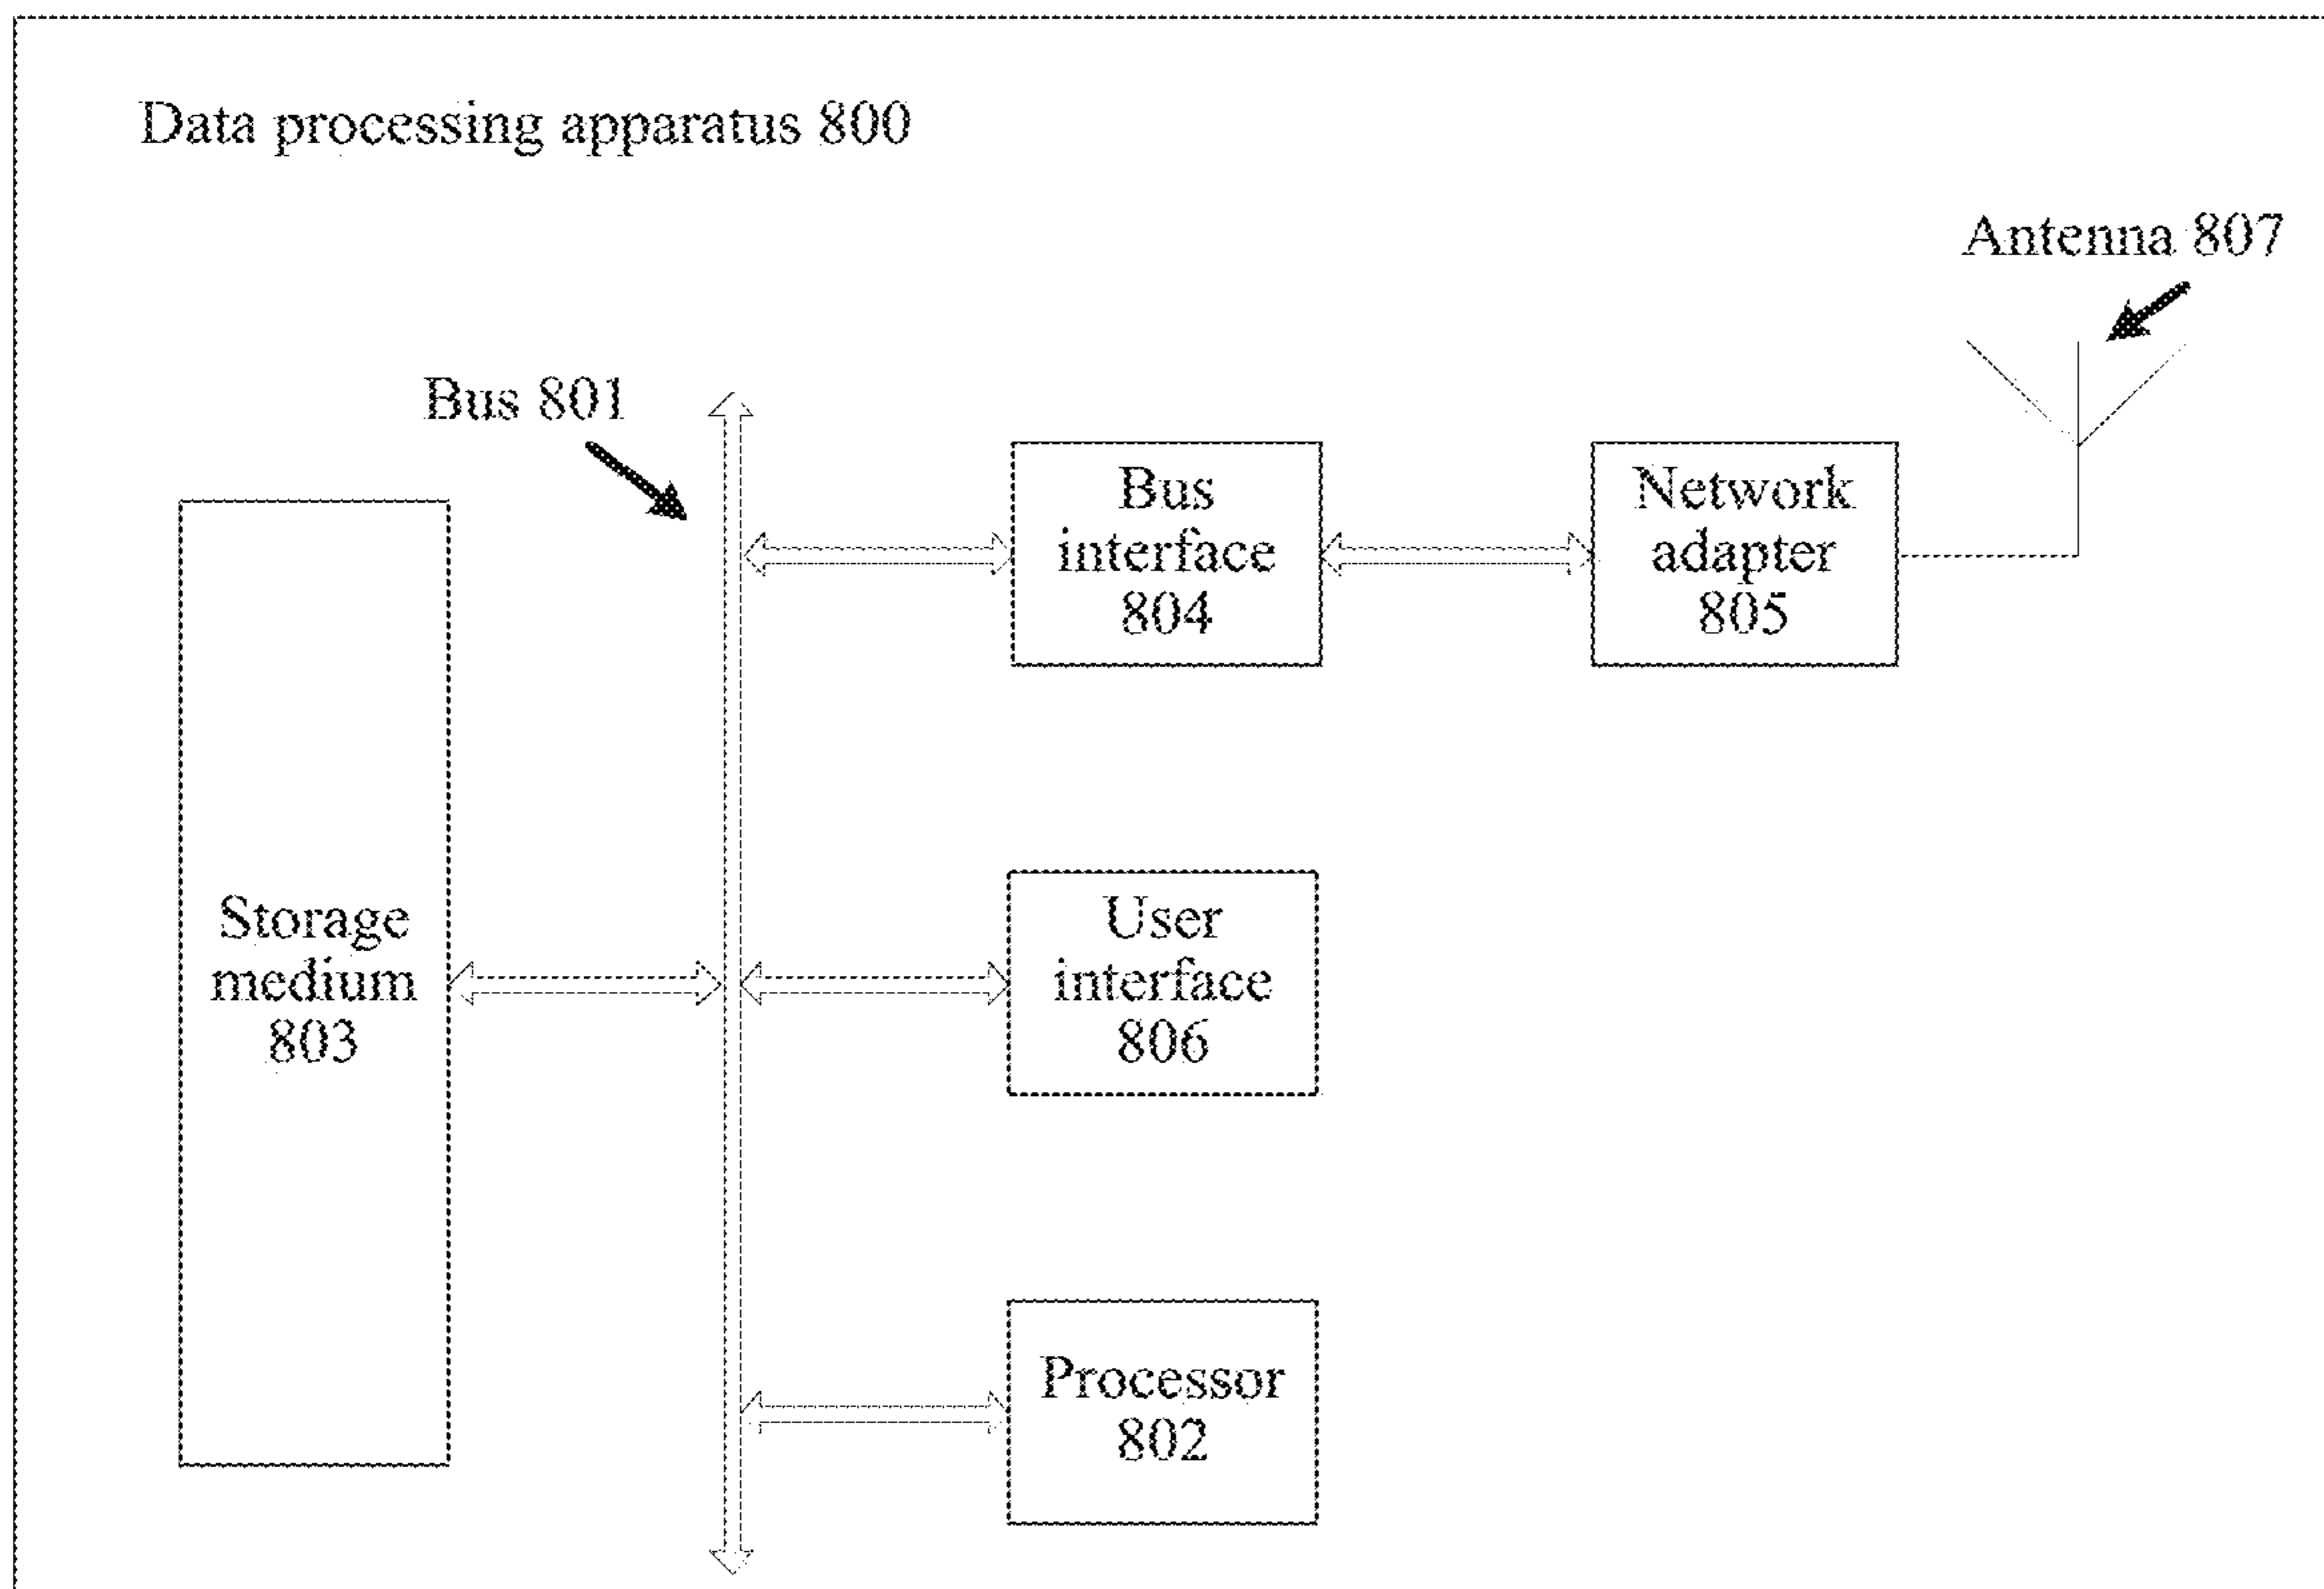 Data processing apparatus 800
Antenna 807
Bus 801
Bus
interface
804
Network
adapter
805
Storage
medium
803
User
interface
806
Processor
802